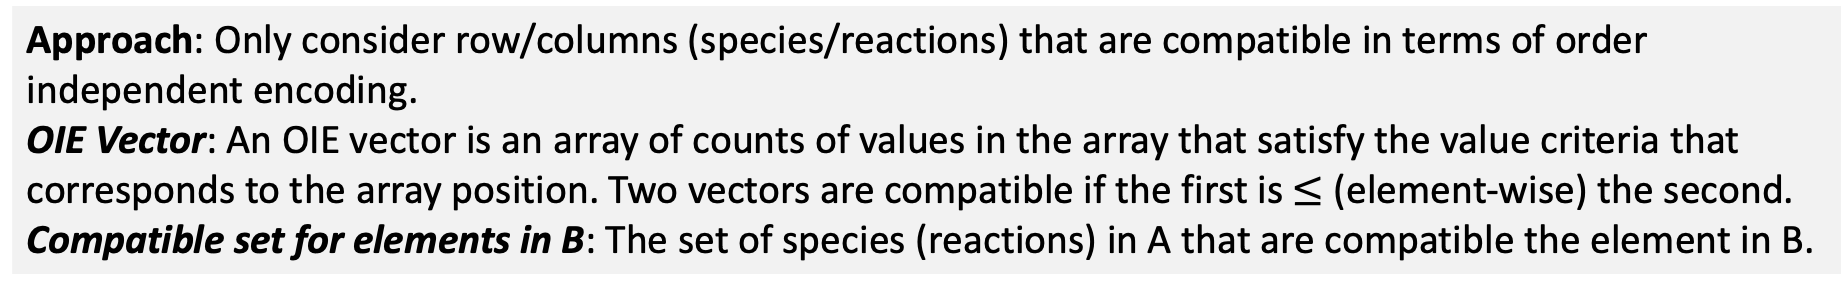 Approach: Only consider row/columns (species/reactions) that are compatible in terms of order
independent encoding.
OIE Vector: An OIE vector is an array of counts of values in the array that satisfy the value criteria that
corresponds to the array position. Two vectors are compatible if the first is ≤ (element-wise) the second.
Compatible set for elements in B: The set of species (reactions) in A that are compatible the element in B.